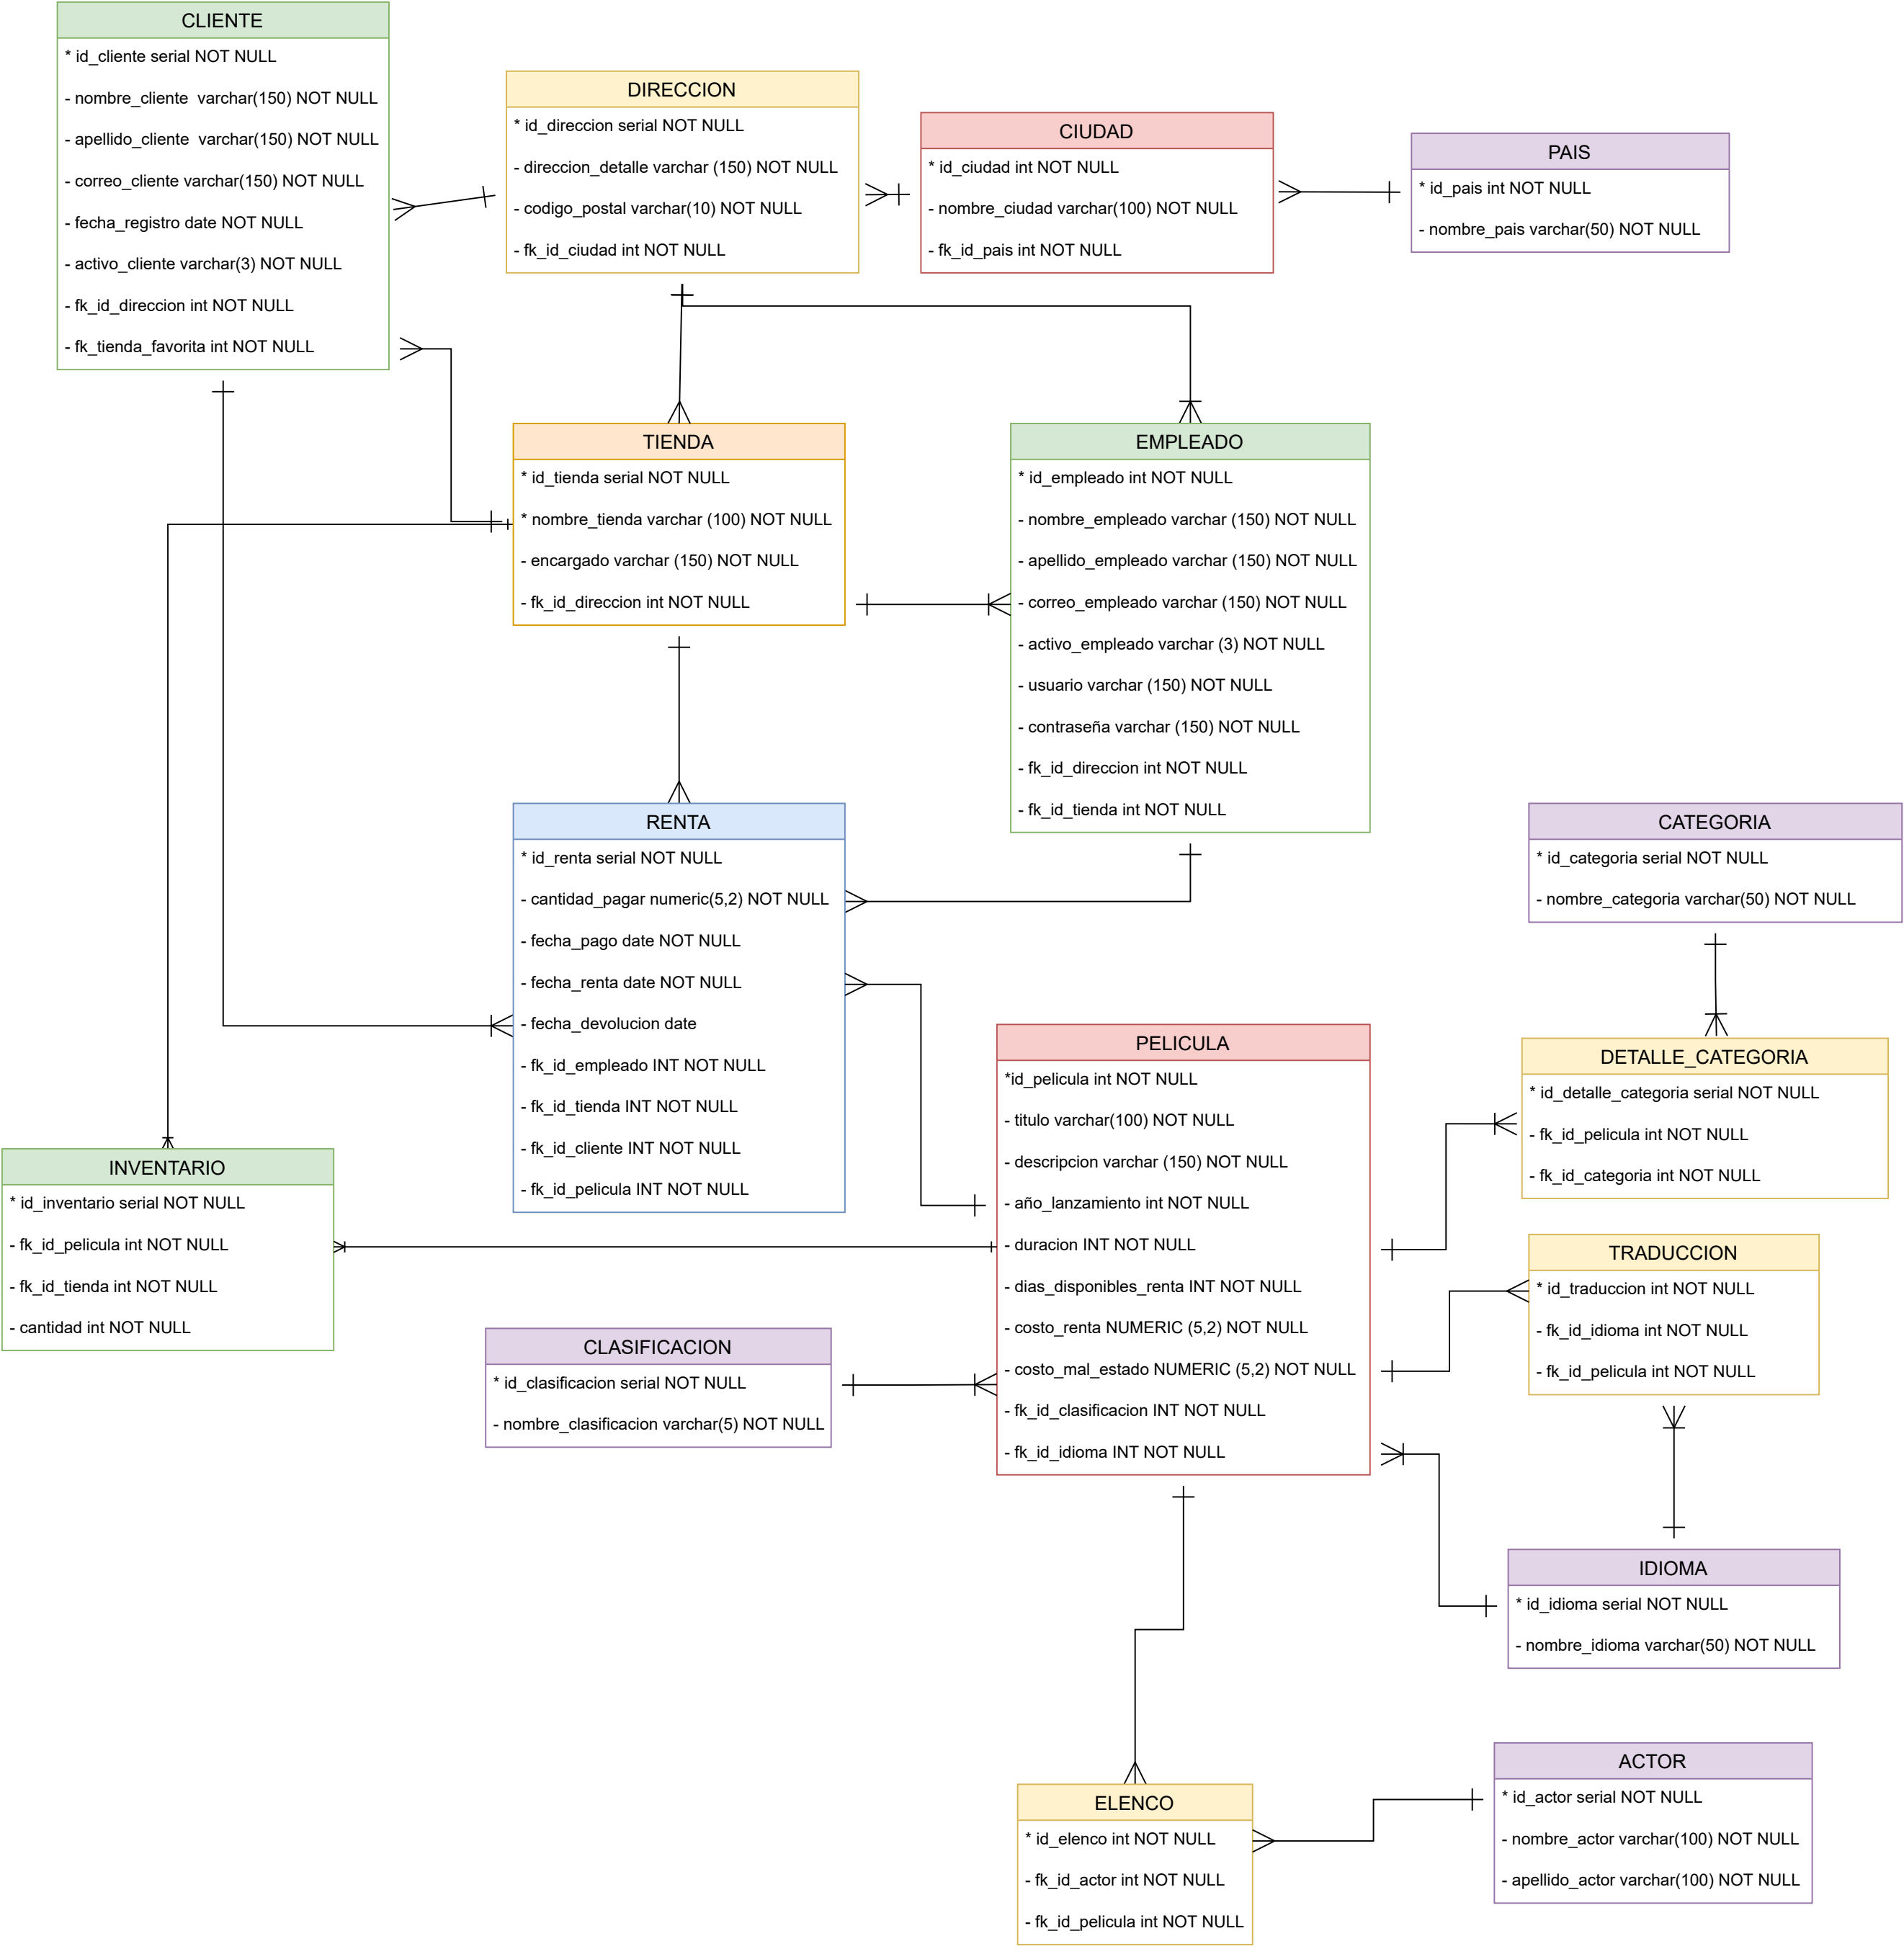 CLIENTE
* id_cliente serial NOT NULL
- nombre_cliente  varchar(150) NOT NULL
- apellido_cliente  varchar(150) NOT NULL
- correo_cliente varchar(150) NOT NULL
- fecha_registro date NOT NULL
- activo_cliente varchar(3) NOT NULL
- fk_id_direccion int NOT NULL
- fk_tienda_favorita int NOT NULL
DIRECCION
* id_direccion serial NOT NULL
- direccion_detalle varchar (150) NOT NULL
- codigo_postal varchar(10) NOT NULL
- fk_id_ciudad int NOT NULL
CIUDAD
* id_ciudad int NOT NULL
- nombre_ciudad varchar(100) NOT NULL
- fk_id_pais int NOT NULL
PAIS
* id_pais int NOT NULL
- nombre_pais varchar(50) NOT NULL
TIENDA
* id_tienda serial NOT NULL
* nombre_tienda varchar (100) NOT NULL
- encargado varchar (150) NOT NULL
- fk_id_direccion int NOT NULL
EMPLEADO
* id_empleado int NOT NULL
- nombre_empleado varchar (150) NOT NULL
- apellido_empleado varchar (150) NOT NULL
- correo_empleado varchar (150) NOT NULL
- activo_empleado varchar (3) NOT NULL
- usuario varchar (150) NOT NULL
- contraseña varchar (150) NOT NULL
- fk_id_direccion int NOT NULL
- fk_id_tienda int NOT NULL
RENTA
* id_renta serial NOT NULL
- cantidad_pagar numeric(5,2) NOT NULL
- fecha_pago date NOT NULL
- fecha_renta date NOT NULL
- fecha_devolucion date
- fk_id_empleado INT NOT NULL
- fk_id_tienda INT NOT NULL
- fk_id_cliente INT NOT NULL
- fk_id_pelicula INT NOT NULL
CATEGORIA
* id_categoria serial NOT NULL
- nombre_categoria varchar(50) NOT NULL
PELICULA
*id_pelicula int NOT NULL
- titulo varchar(100) NOT NULL
- descripcion varchar (150) NOT NULL
- año_lanzamiento int NOT NULL
- duracion INT NOT NULL
- dias_disponibles_renta INT NOT NULL
- costo_renta NUMERIC (5,2) NOT NULL
- costo_mal_estado NUMERIC (5,2) NOT NULL
- fk_id_clasificacion INT NOT NULL
- fk_id_idioma INT NOT NULL
DETALLE_CATEGORIA
* id_detalle_categoria serial NOT NULL
- fk_id_pelicula int NOT NULL
- fk_id_categoria int NOT NULL
INVENTARIO
* id_inventario serial NOT NULL
- fk_id_pelicula int NOT NULL
- fk_id_tienda int NOT NULL
- cantidad int NOT NULL
TRADUCCION
* id_traduccion int NOT NULL
- fk_id_idioma int NOT NULL
- fk_id_pelicula int NOT NULL
CLASIFICACION
* id_clasificacion serial NOT NULL
- nombre_clasificacion varchar(5) NOT NULL
IDIOMA
* id_idioma serial NOT NULL
- nombre_idioma varchar(50) NOT NULL
ACTOR
* id_actor serial NOT NULL
- nombre_actor varchar(100) NOT NULL
- apellido_actor varchar(100) NOT NULL
ELENCO
* id_elenco int NOT NULL
- fk_id_actor int NOT NULL
- fk_id_pelicula int NOT NULL